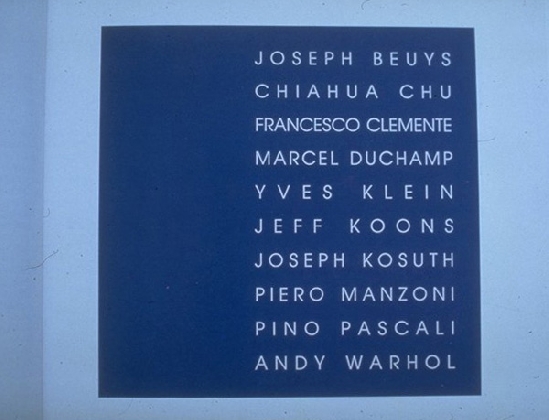 JOSEPH BEUYS
CHIAHUA CHU
FRANCESCO CLEMENTE
MARCEL DUCHAMP
YVES KLEIN
JEFF KOONS
JOSEPH KOSUTH
PIERO MANZONI
PINO PASCALI
ANDY WARHOL